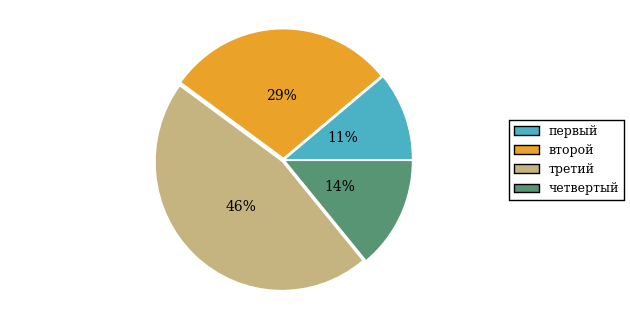 29%
11%
14%
46%
первый
второй
третий
четвертый